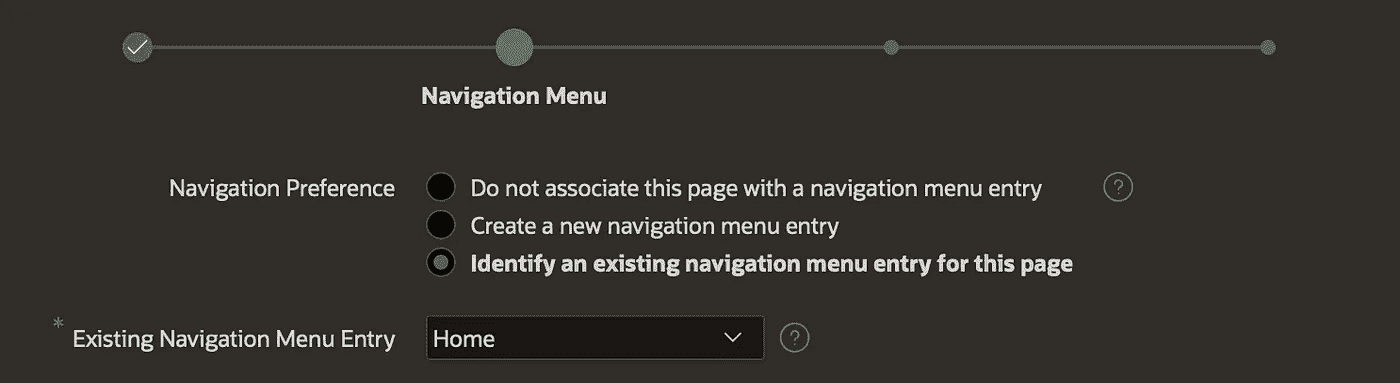 Navigation Menu
Navigation Preference
Do not associate this page with a navigation menu entry ?
Create a new navigation menu entry
Identify an existing navigation menu entry for this page
* Existing Navigation Menu Entry Home ?